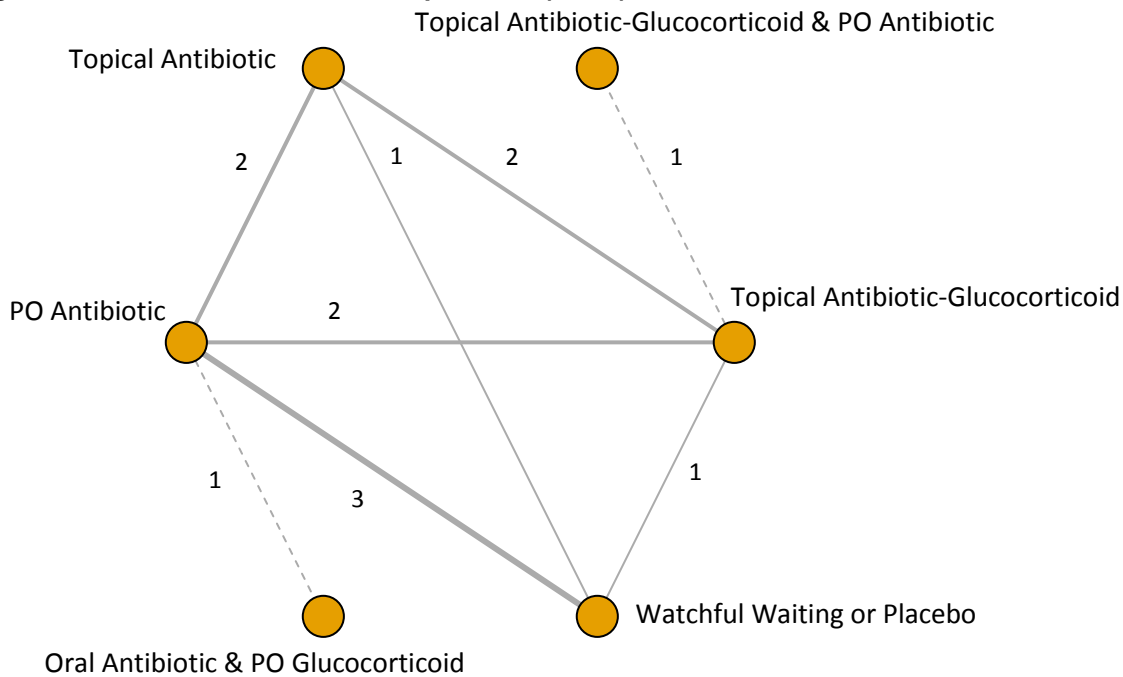 Topical Antibiotic-Glucocorticoid & PO Antibiotic
Topical Antibiotic
2
1
2
1
PO Antibiotic
2
Topical Antibiotic-Glucocorticoid
1
3
1
Watchful Waiting or Placebo
Oral Antibiotic & PO Glucocorticoid